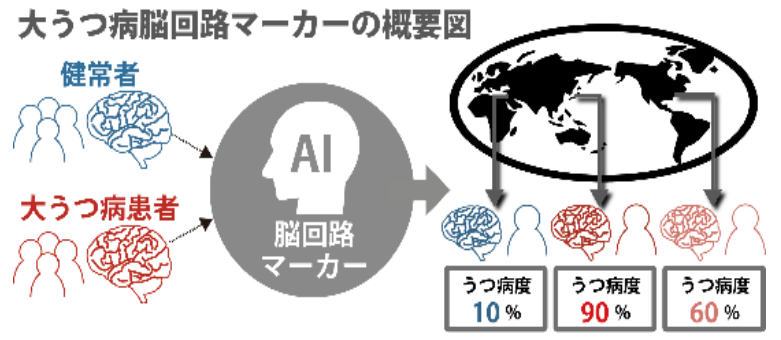 大うつ病脳回路マーカーの概要図
健常者
大うつ病患者
AI
脳回路
マーカー
うつ病度
10 %
うつ病度
90 %
うつ病度
60 %